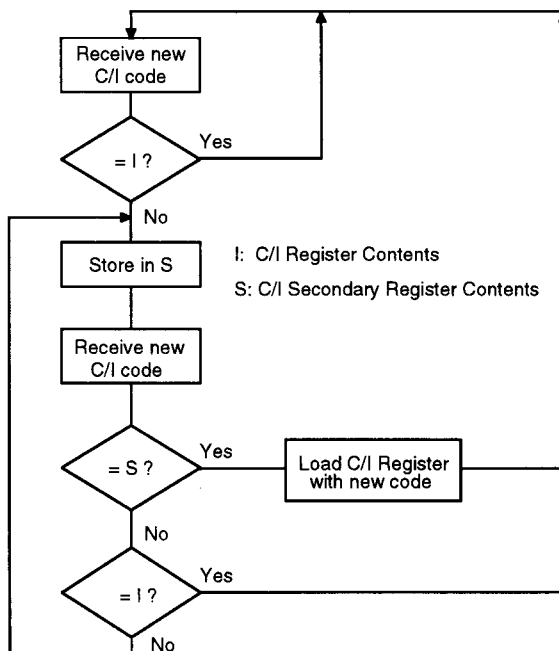 Receive new
C/I code
Yes
= I ?
No
Store in S
I: C/I Register Contents
S: C/I Secondary Register Contents
Receive new
C/I code
Yes
= S ?
Load C/I Register
with new code
No
Yes
= I ?
No